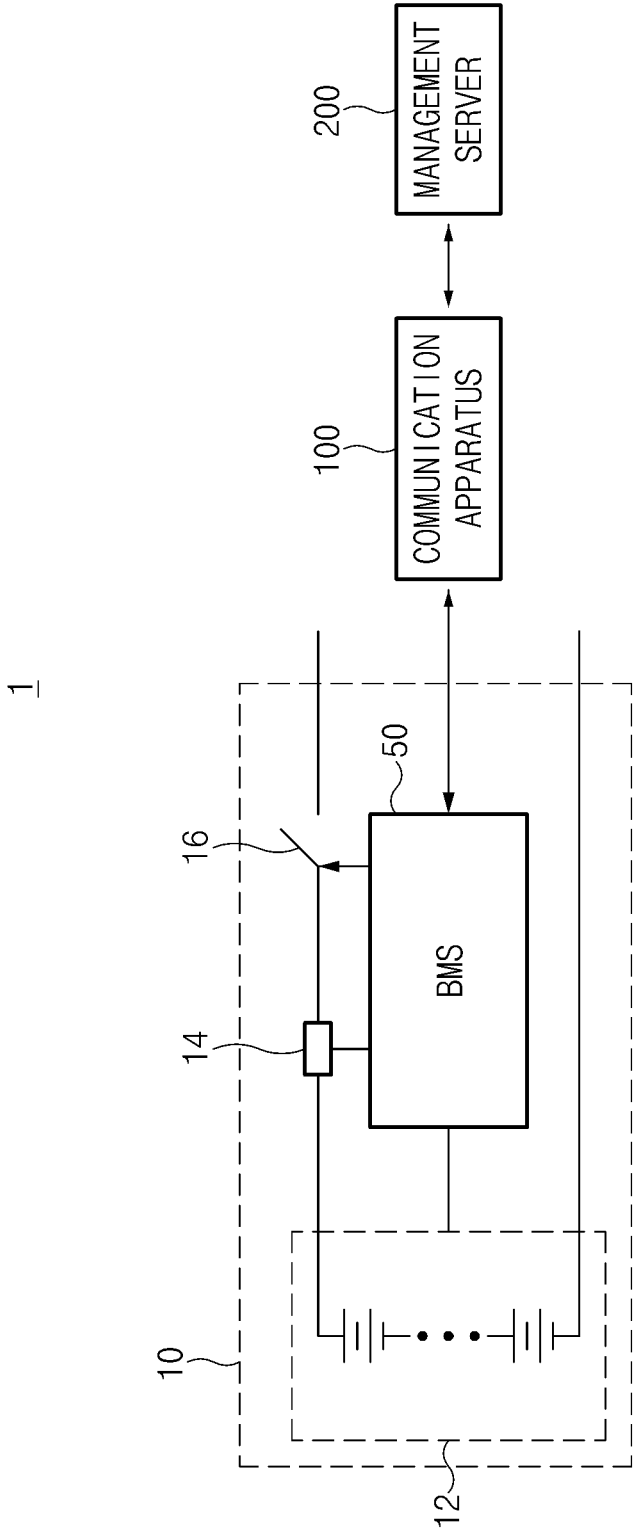 1
10
14
16
50
100
200
12
BMS
COMMUNICATION
APPARATUS
MANAGEMENT
SERVER